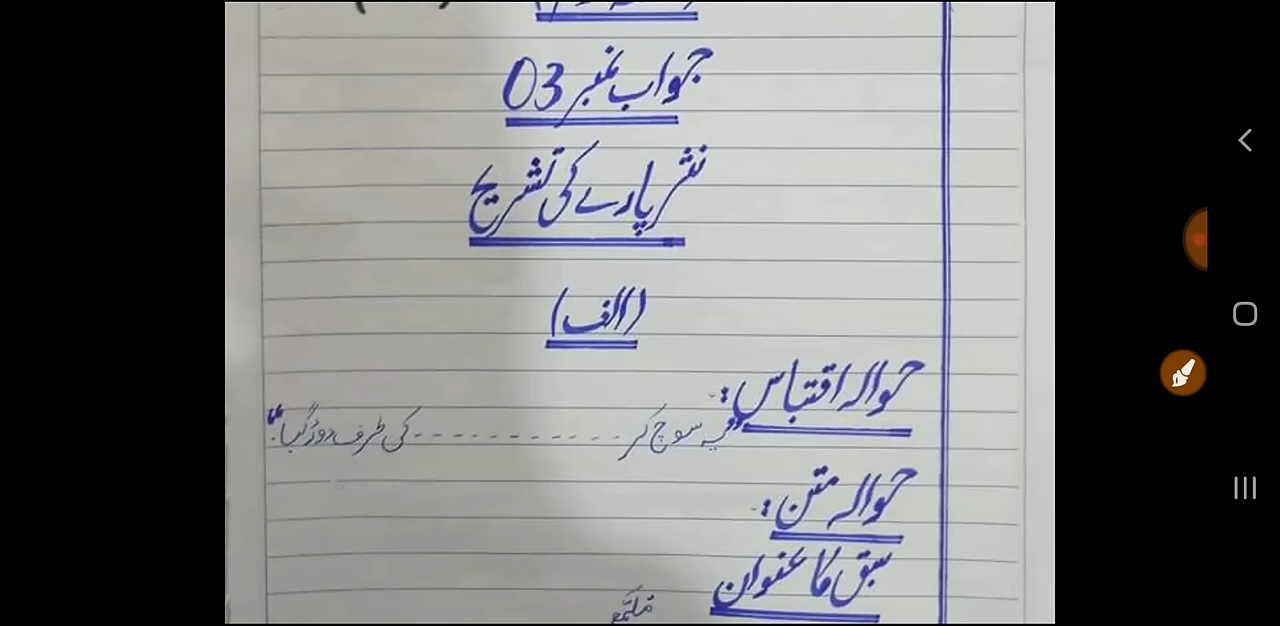 جواب نمبر 03
نثر پارے کی تشریح
(الف)
حوالہ اقتباس:
"یہ سوچ کر - - - - - - - - - - - کی طرف دوڑ گیا۔"
حوالہ متن:
سبق کا عنوان